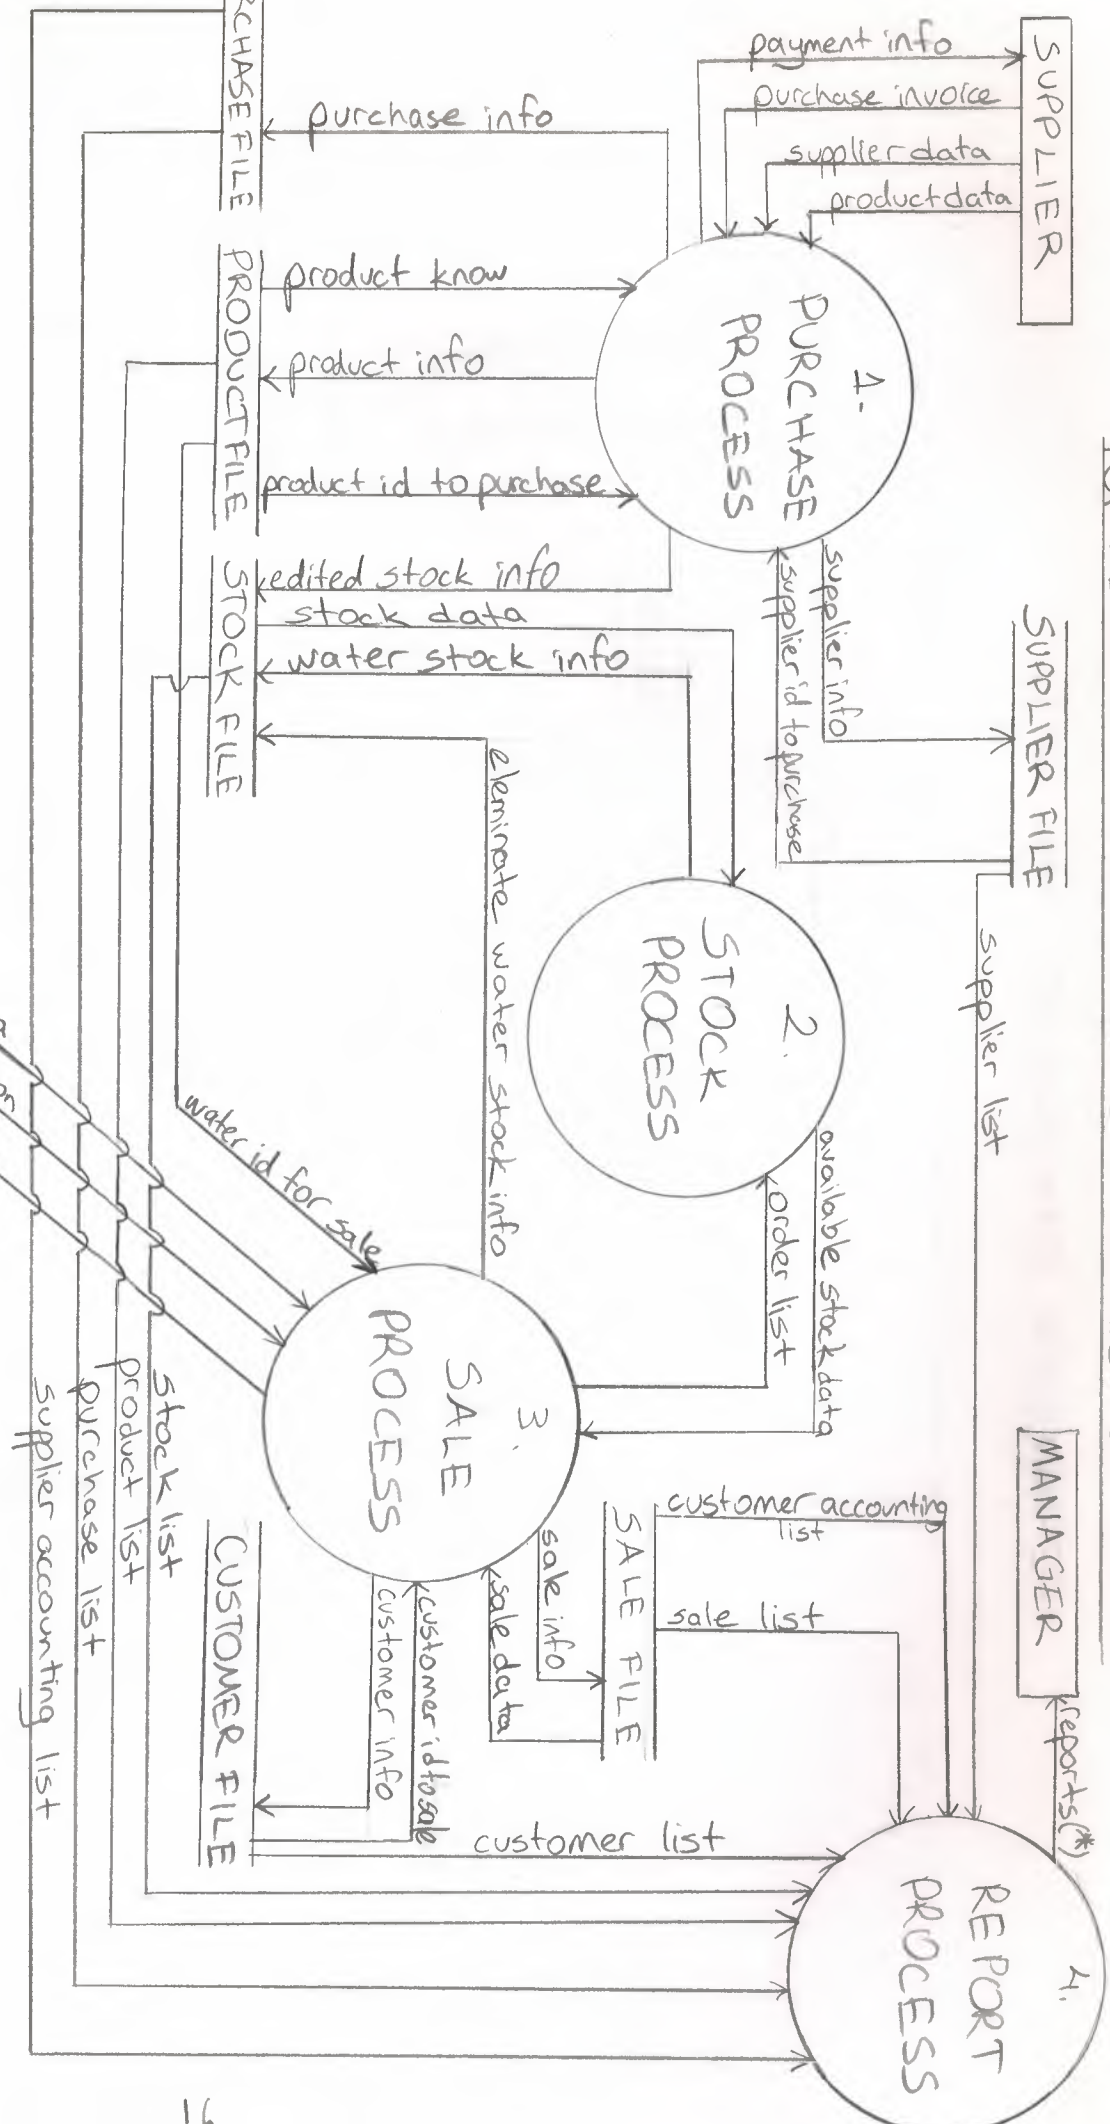 SUPPLIER
payment info
purchase invoice
supplier data
product data
1.
PURCHASE
PROCESS
purchase info
CHASE FILE
product know
product info
product id to purchase
PRODUCT FILE
edited stock info
stock data
water stock info
STOCK FILE
eleminate water stock info
supplier info
supplier id to purchase
SUPPLIER FILE
supplier list
2.
STOCK
PROCESS
available stock data
order list
water id for sale
3.
SALE
PROCESS
sale info
sale data
SALE FILE
customer accounting
list
sale list
customer info
customer id to sale
CUSTOMER FILE
customer list
MANAGER
reports(*)
4.
REPORT
PROCESS
stock list
product list
purchase list
supplier accounting list
16